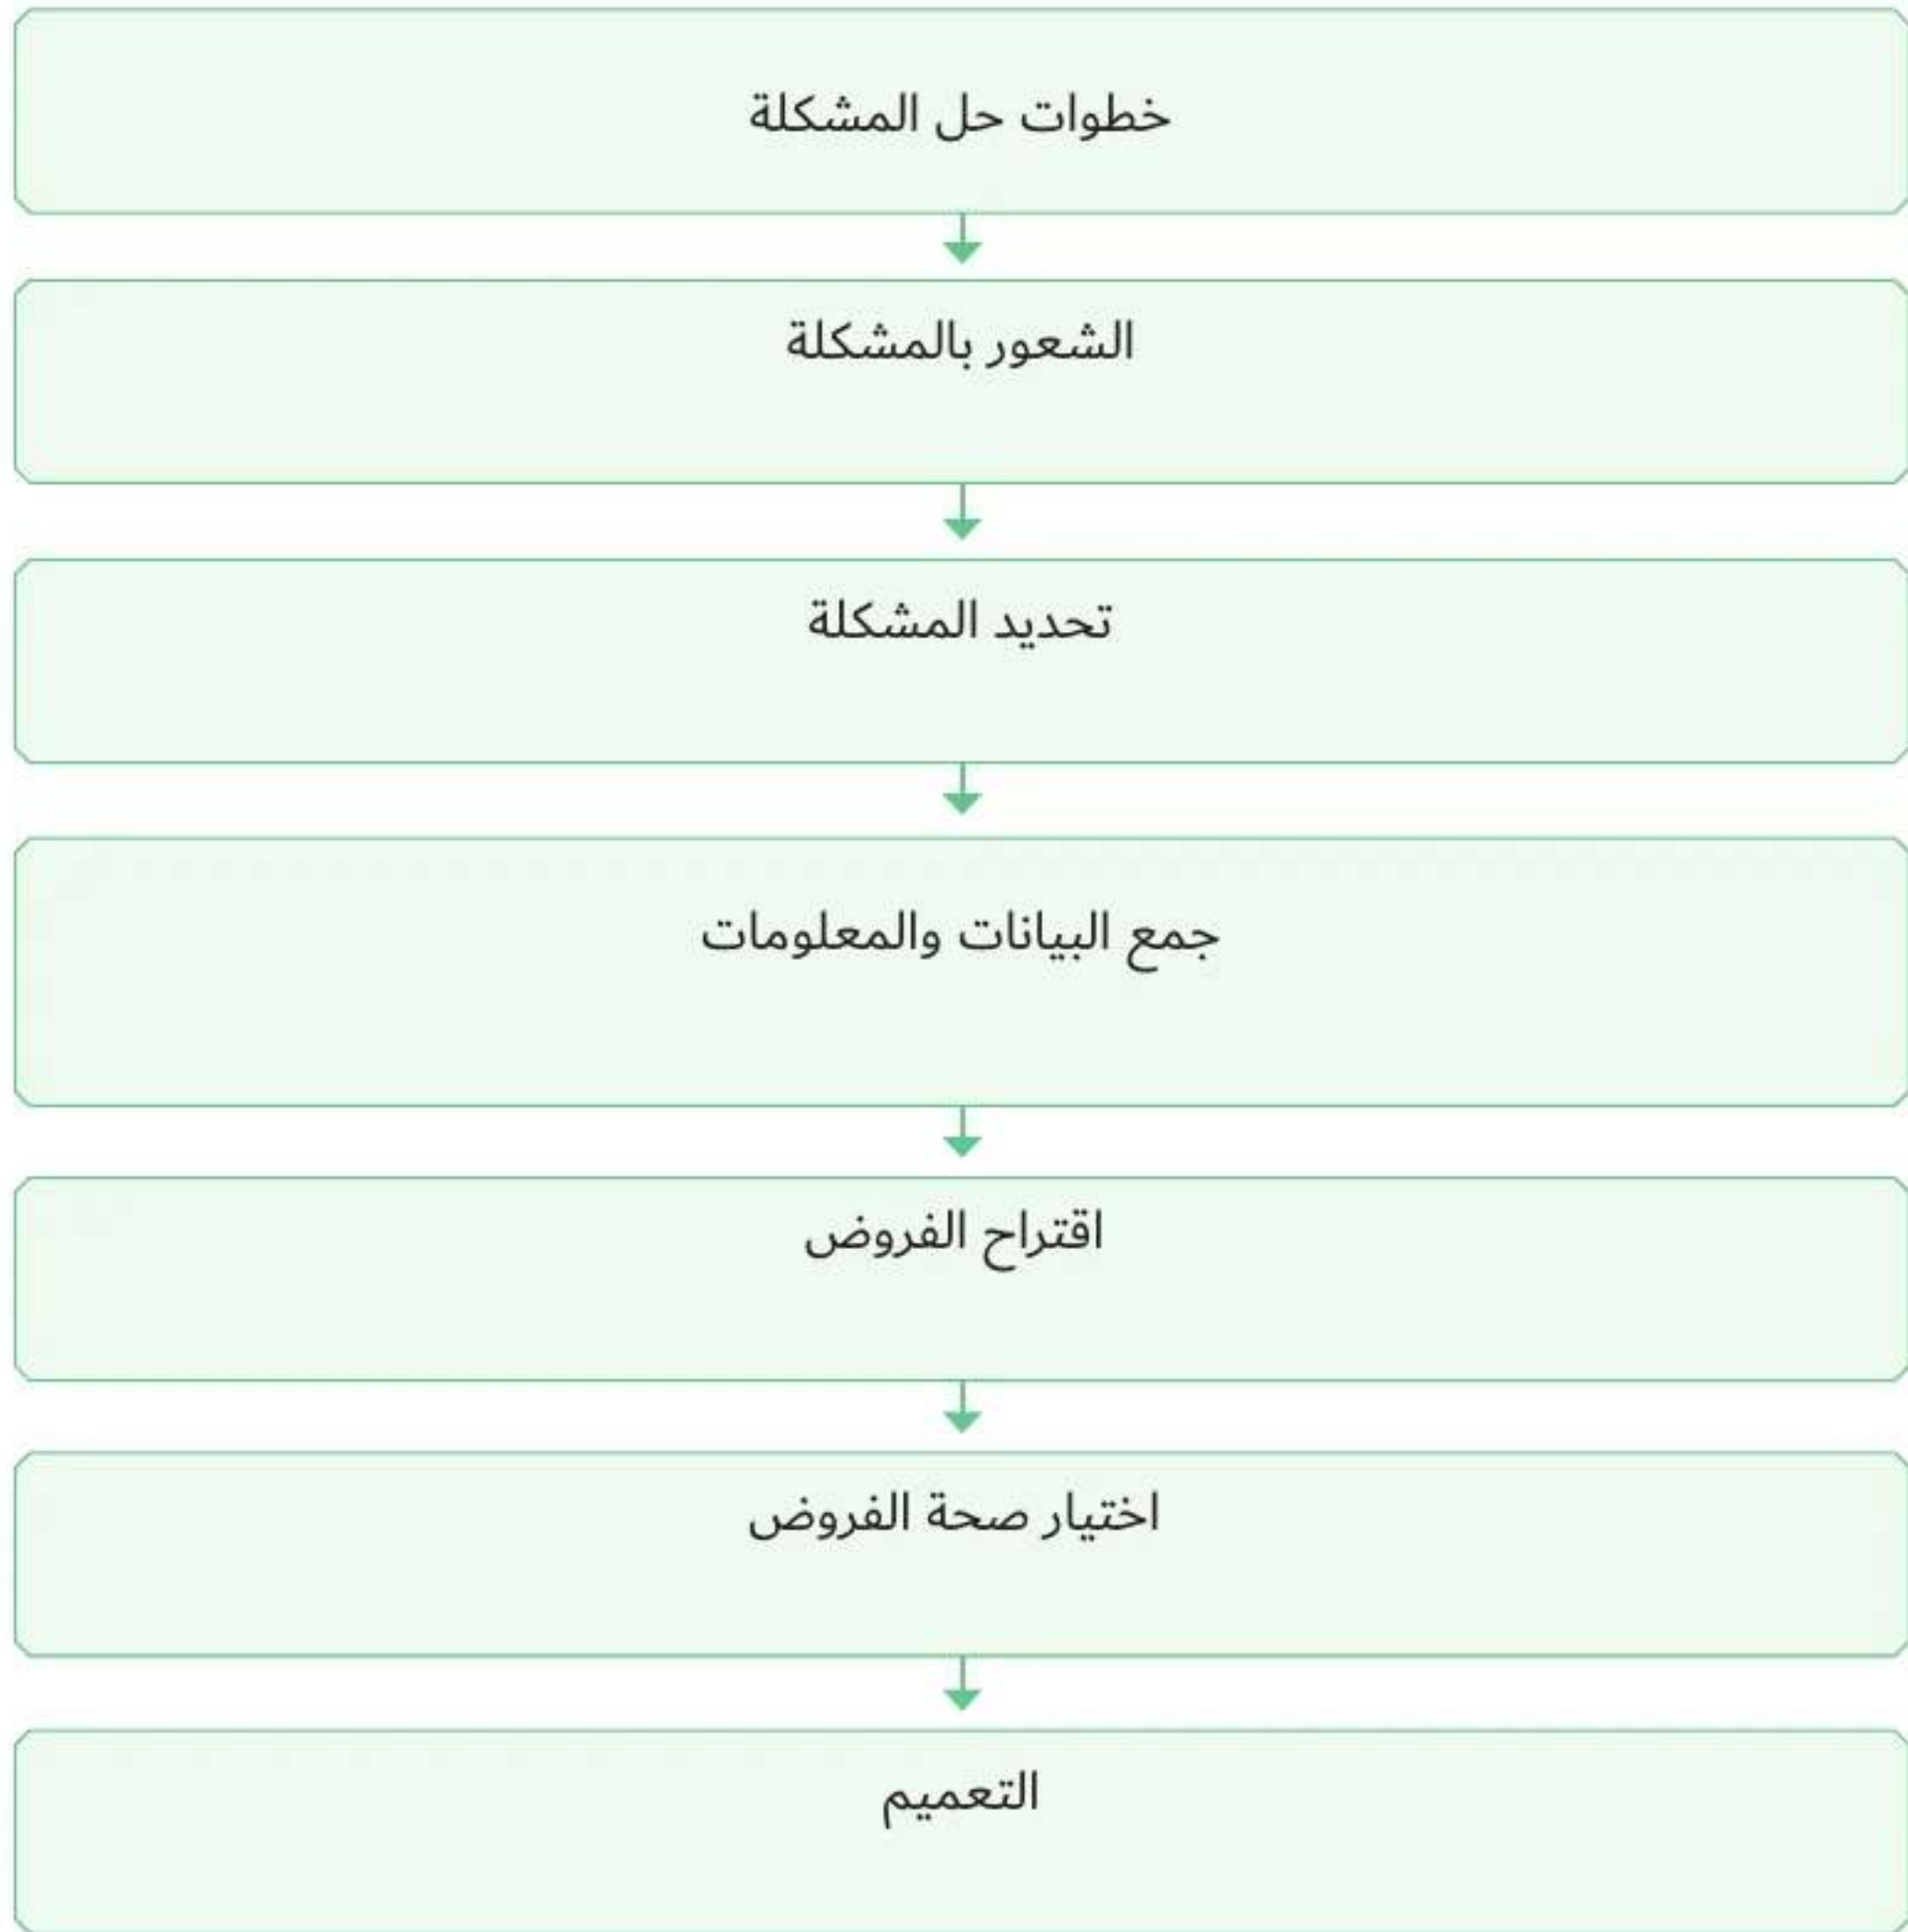 خطوات حل المشكلة
الشعور بالمشكلة
تحديد المشكلة
جمع البيانات والمعلومات
اقتراح الفروض
اختيار صحة الفروض
التعميم